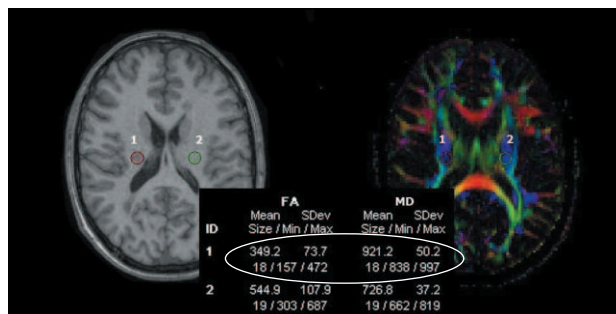 1 2
1 2
FA MD
Mean SDev Mean SDev
ID Size / Min / Max Size / Min / Max
1 349.2 73.7 921.2 50.2
18 / 157 / 472 18 / 838 / 997
2 544.9 107.9 726.8 37.2
19 / 303 / 687 19 / 662 / 819